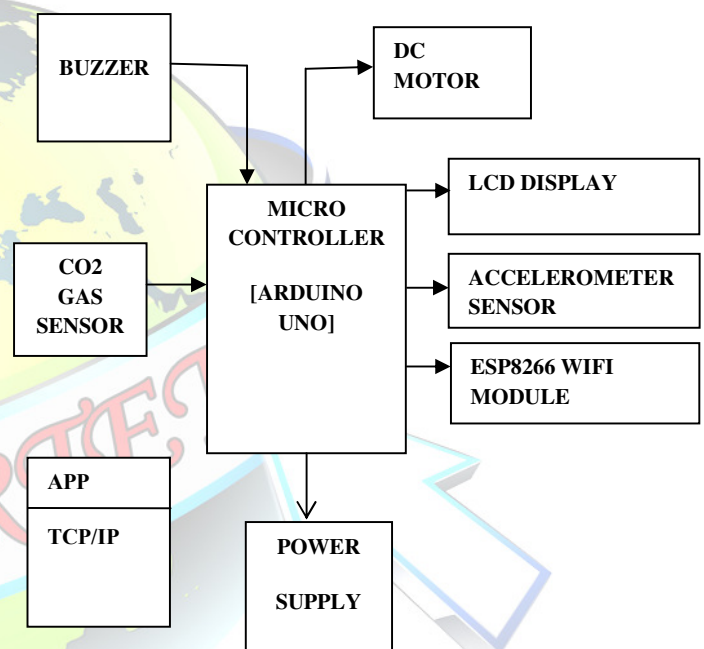 BUZZER
DC
MOTOR
LCD DISPLAY
MICRO
CONTROLLER
[ARDUINO
UNO]
CO2
GAS
SENSOR
ACCELEROMETER
SENSOR
ESP8266 WIFI
MODULE
APP
TCP/IP
POWER
SUPPLY